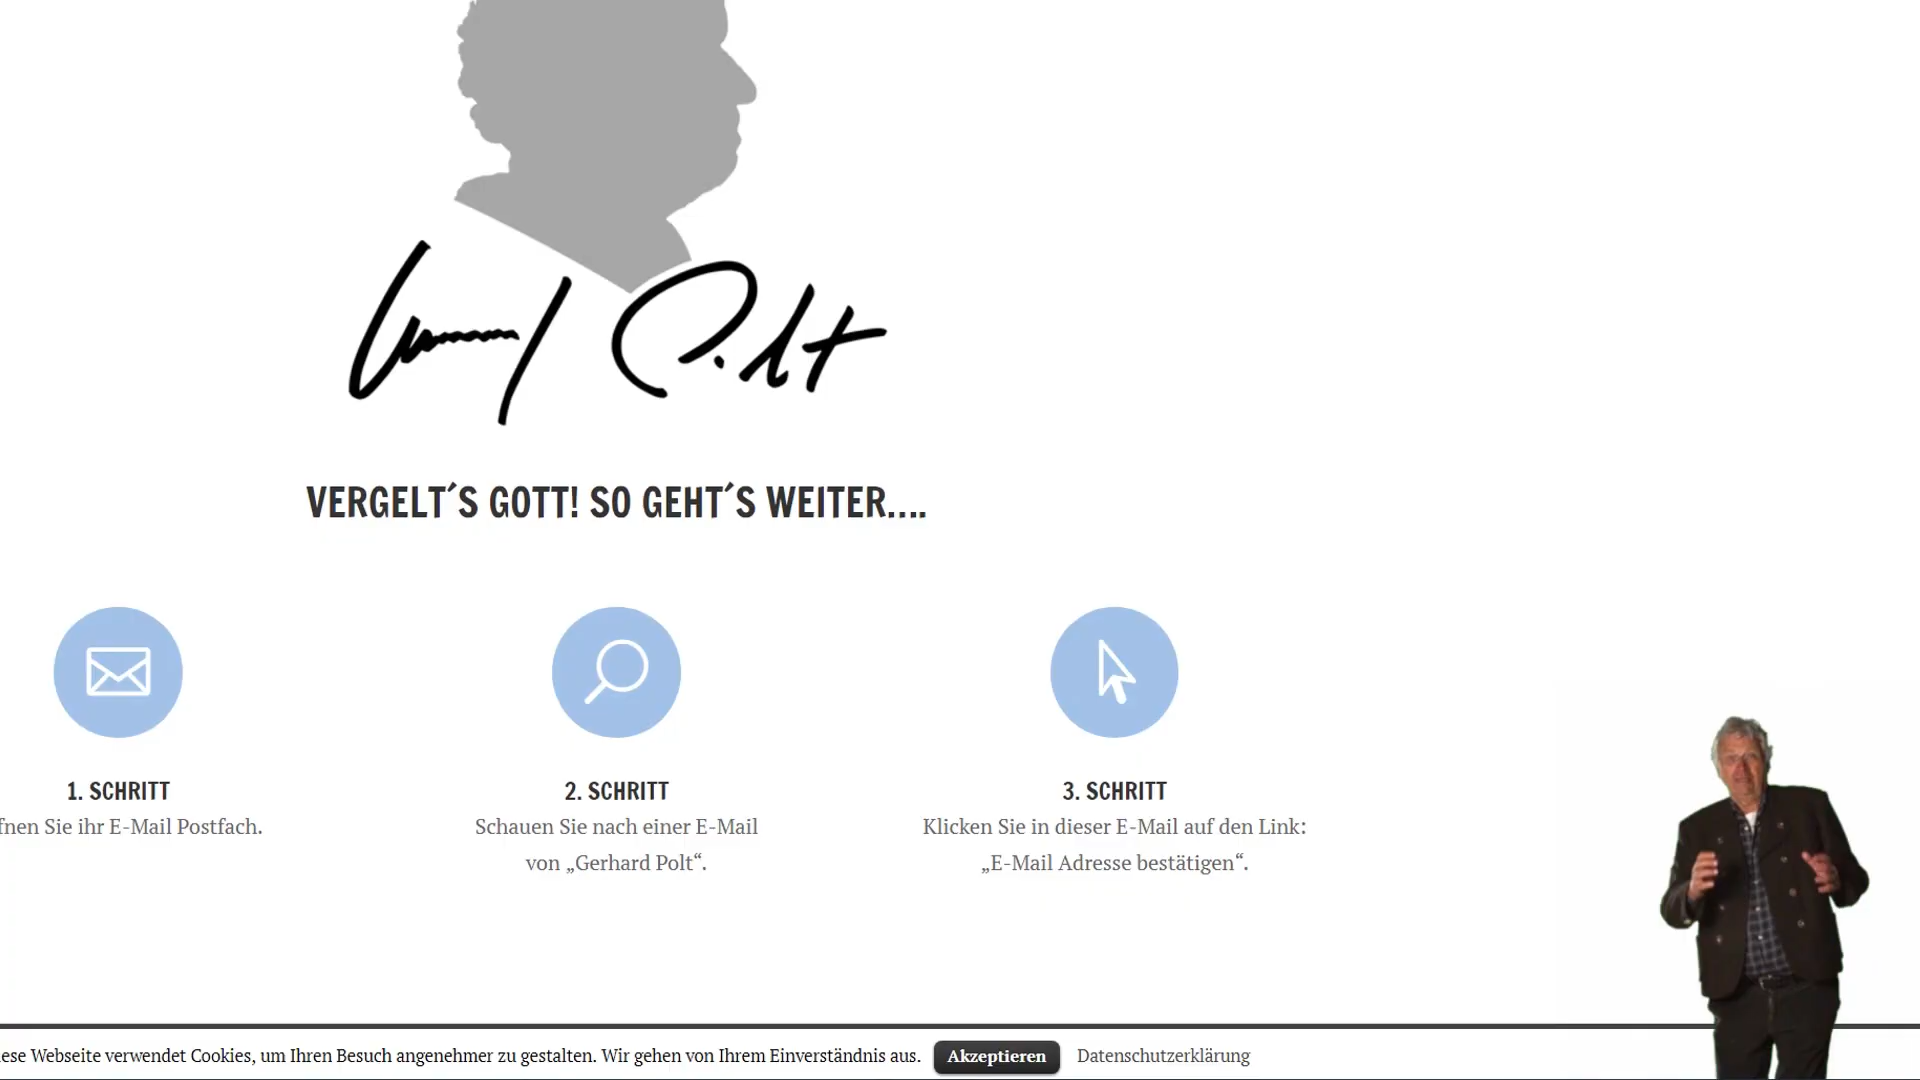 VERGELT´S GOTT! SO GEHT´S WEITER....
1. SCHRITT
fnen Sie ihr E-Mail Postfach.
2. SCHRITT
Schauen Sie nach einer E-Mail
von „Gerhard Polt“.
3. SCHRITT
Klicken Sie in dieser E-Mail auf den Link:
„E-Mail Adresse bestätigen“.
ese Webseite verwendet Cookies, um Ihren Besuch angenehmer zu gestalten. Wir gehen von Ihrem Einverständnis aus. Akzeptieren Datenschutzerklärung